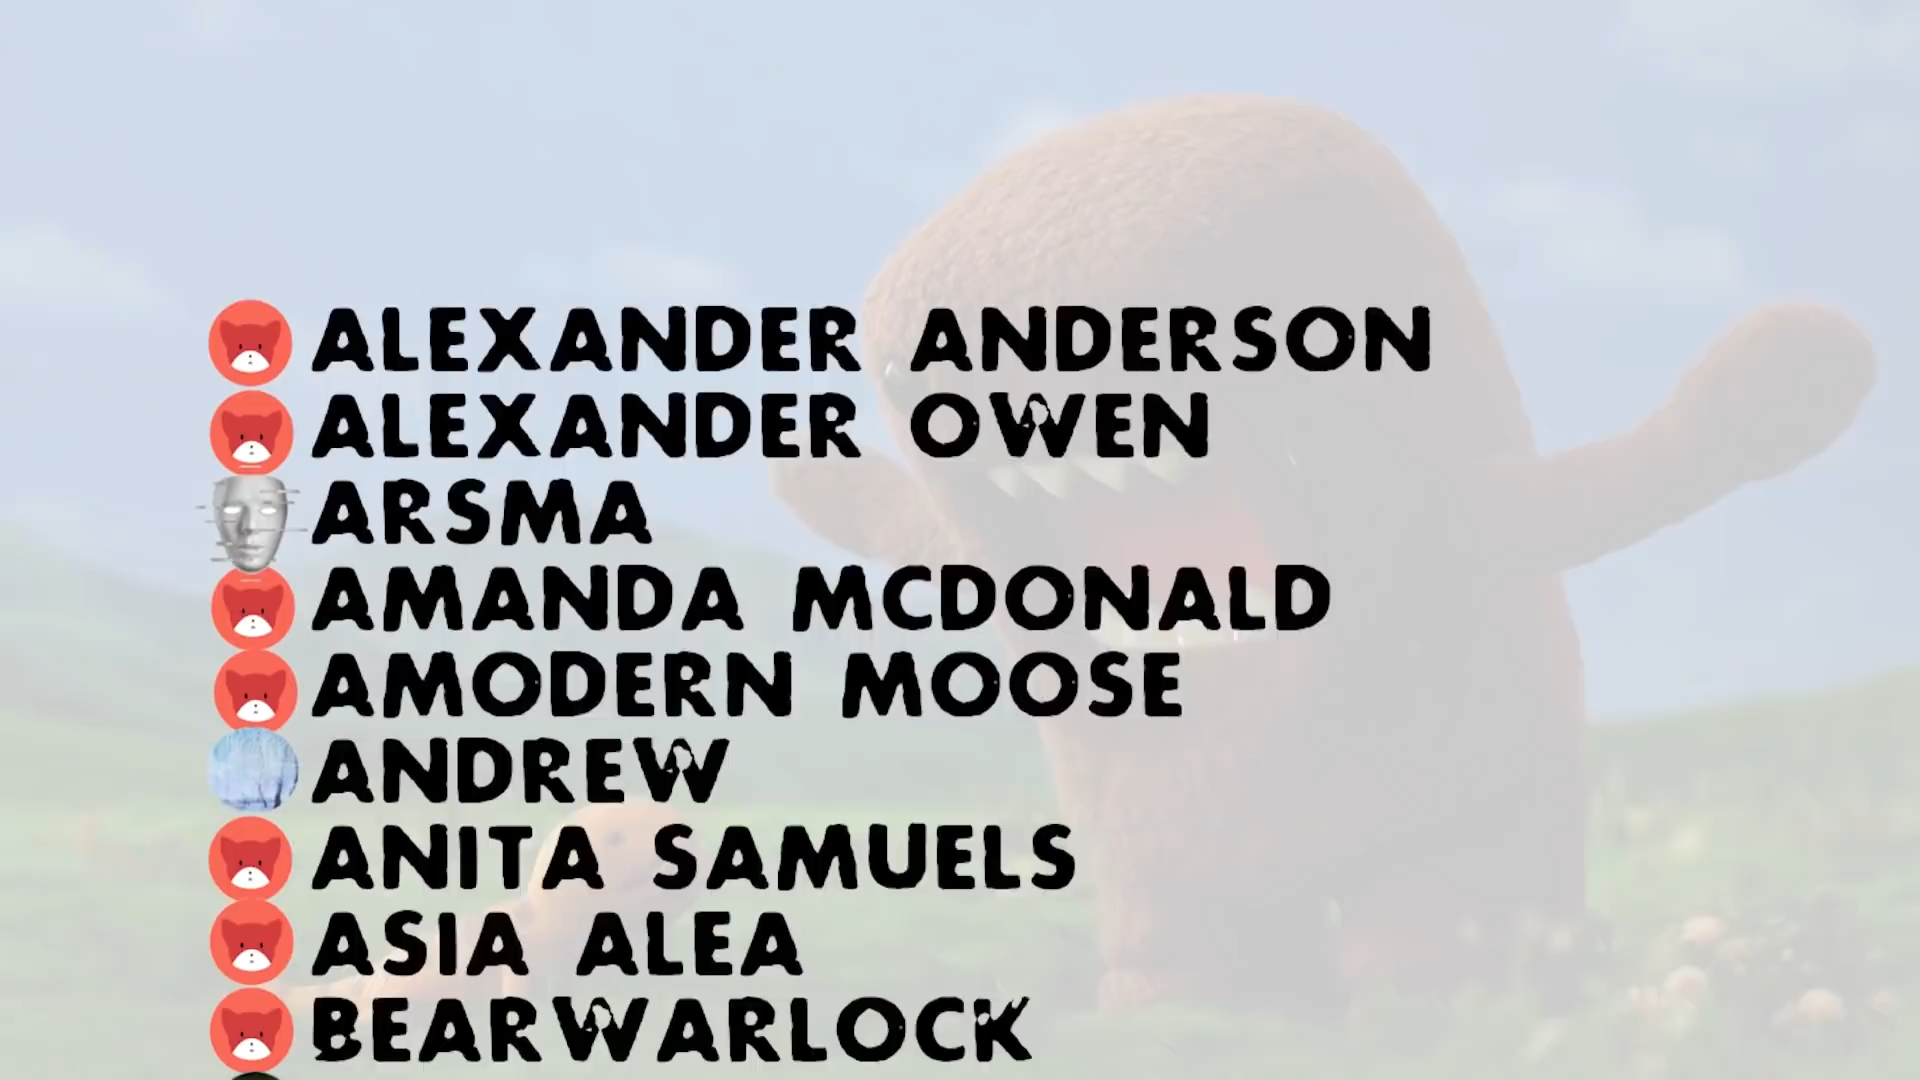 ALEXANDER ANDERSON
ALEXANDER OWEN
ARSMA
AMANDA MCDONALD
AMODERN MOOSE
ANDREW
ANITA SAMUELS
ASIA ALEA
BEARWARLOCK